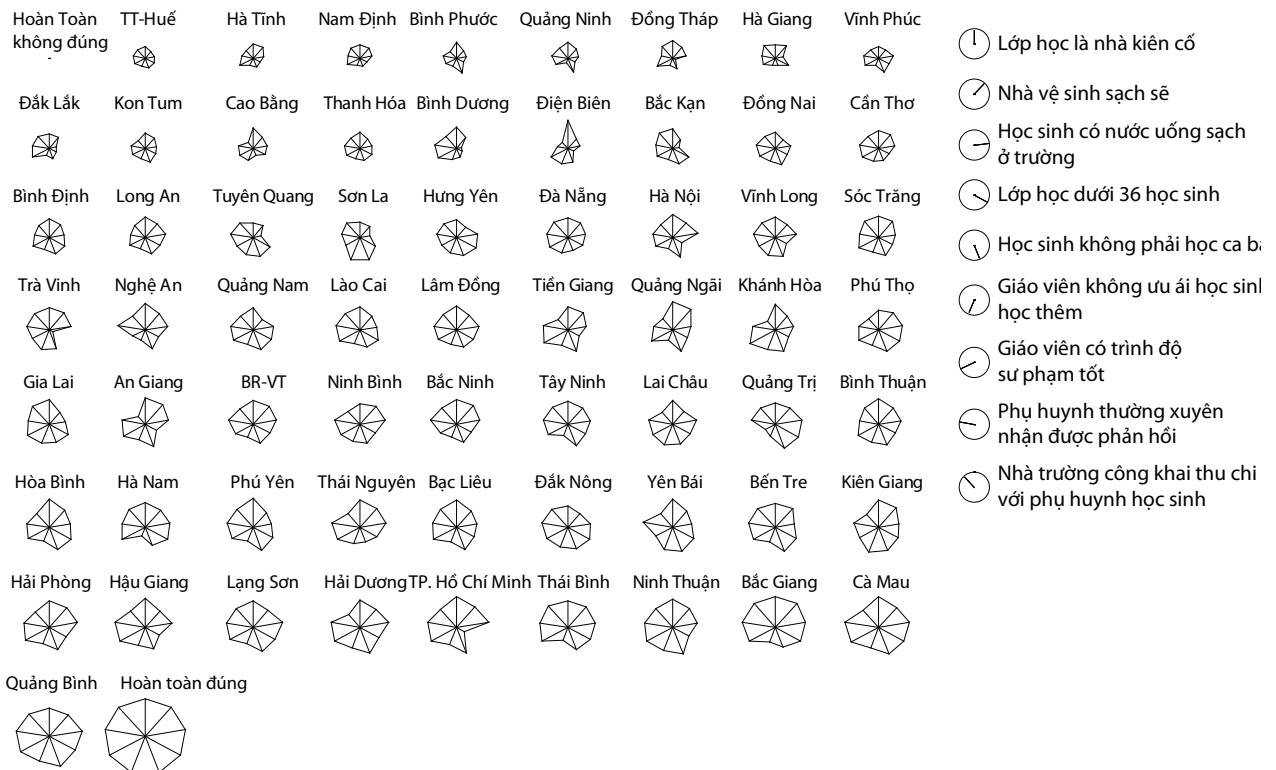 Hoàn Toàn không đúng TT-Huế Hà Tĩnh Nam Định Bình Phước Quảng Ninh Đồng Tháp Hà Giang Vĩnh Phúc
Đắk Lắk Kon Tum Cao Bằng Thanh Hóa Bình Dương Điện Biên Bắc Kạn Đồng Nai Cần Thơ
Bình Định Long An Tuyên Quang Sơn La Hưng Yên Đà Nẵng Hà Nội Vĩnh Long Sóc Trăng
Trà Vinh Nghệ An Quảng Nam Lào Cai Lâm Đồng Tiền Giang Quảng Ngãi Khánh Hòa Phú Thọ
Gia Lai An Giang BR-VT Ninh Bình Bắc Ninh Tây Ninh Lai Châu Quảng Trị Bình Thuận
Hòa Bình Hà Nam Phú Yên Thái Nguyên Bạc Liêu Đắk Nông Yên Bái Bến Tre Kiên Giang
Hải Phòng Hậu Giang Lạng Sơn Hải Dương TP. Hồ Chí Minh Thái Bình Ninh Thuận Bắc Giang Cà Mau
Quảng Bình Hoàn toàn đúng
Lớp học là nhà kiên cố
Nhà vệ sinh sạch sẽ
Học sinh có nước uống sạch
ở trường
Lớp học dưới 36 học sinh
Học sinh không phải học ca ba
Giáo viên không ưu ái học sinh
học thêm
Giáo viên có trình độ
sư phạm tốt
Phụ huynh thường xuyên
nhận được phản hồi
Nhà trường công khai thu chi
với phụ huynh học sinh